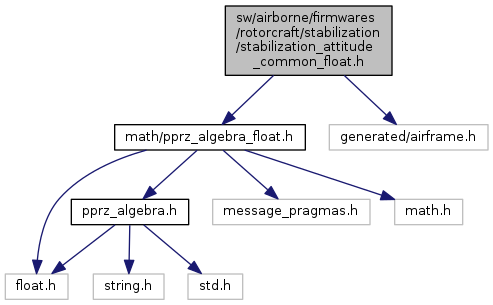 sw/airborne/firmwares
/rotorcraft/stabilization
/stabilization_attitude
_common_float.h
math/pprz_algebra_float.h
generated/airframe.h
pprz_algebra.h
message_pragmas.h
math.h
float.h
string.h
std.h